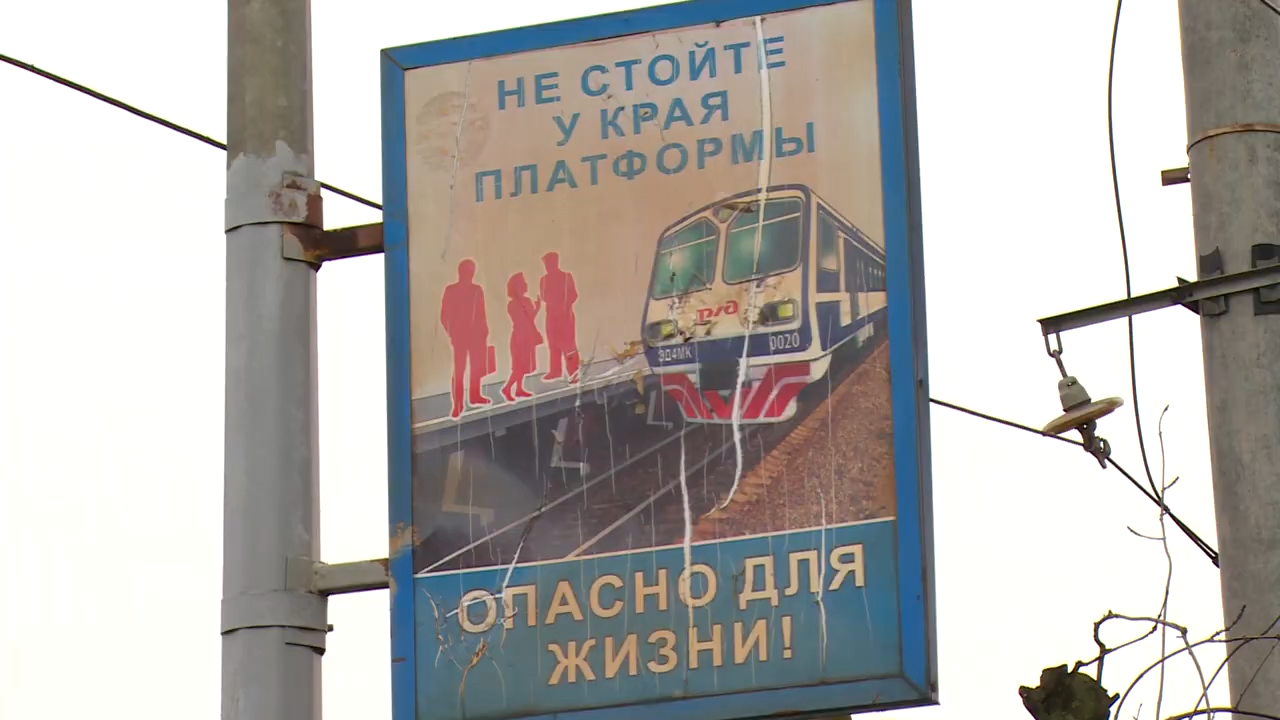 НЕ СТОЙТЕ
У КРАЯ
ПЛАТФОРМЫ
РЖД
ЭД4МК 0020
ОПАСНО ДЛЯ
ЖИЗНИ!